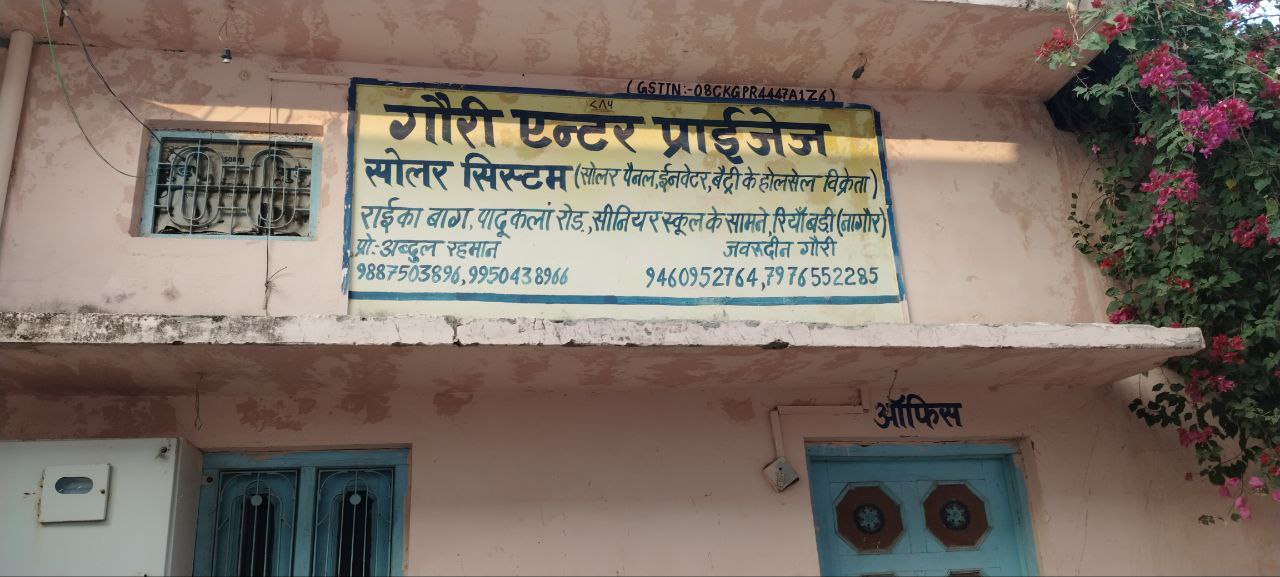 (GSTIN:-08CKGPR4447A1Z6)
गौरी एन्टर प्राईजेज
सोलर सिस्टम (सोलर पैनल,ईनवेटर,बैट्री के होलसेल विक्रेता)
राईका बाग, पादूकलां रोड़, सीनियर स्कूल के सामने, रियाँबड़ी (नागौर)
प्रो:-अब्दुल रहमान जवरूदीन गौरी
9887503896,9950438966 9460952764,7976552285
ऑफिस